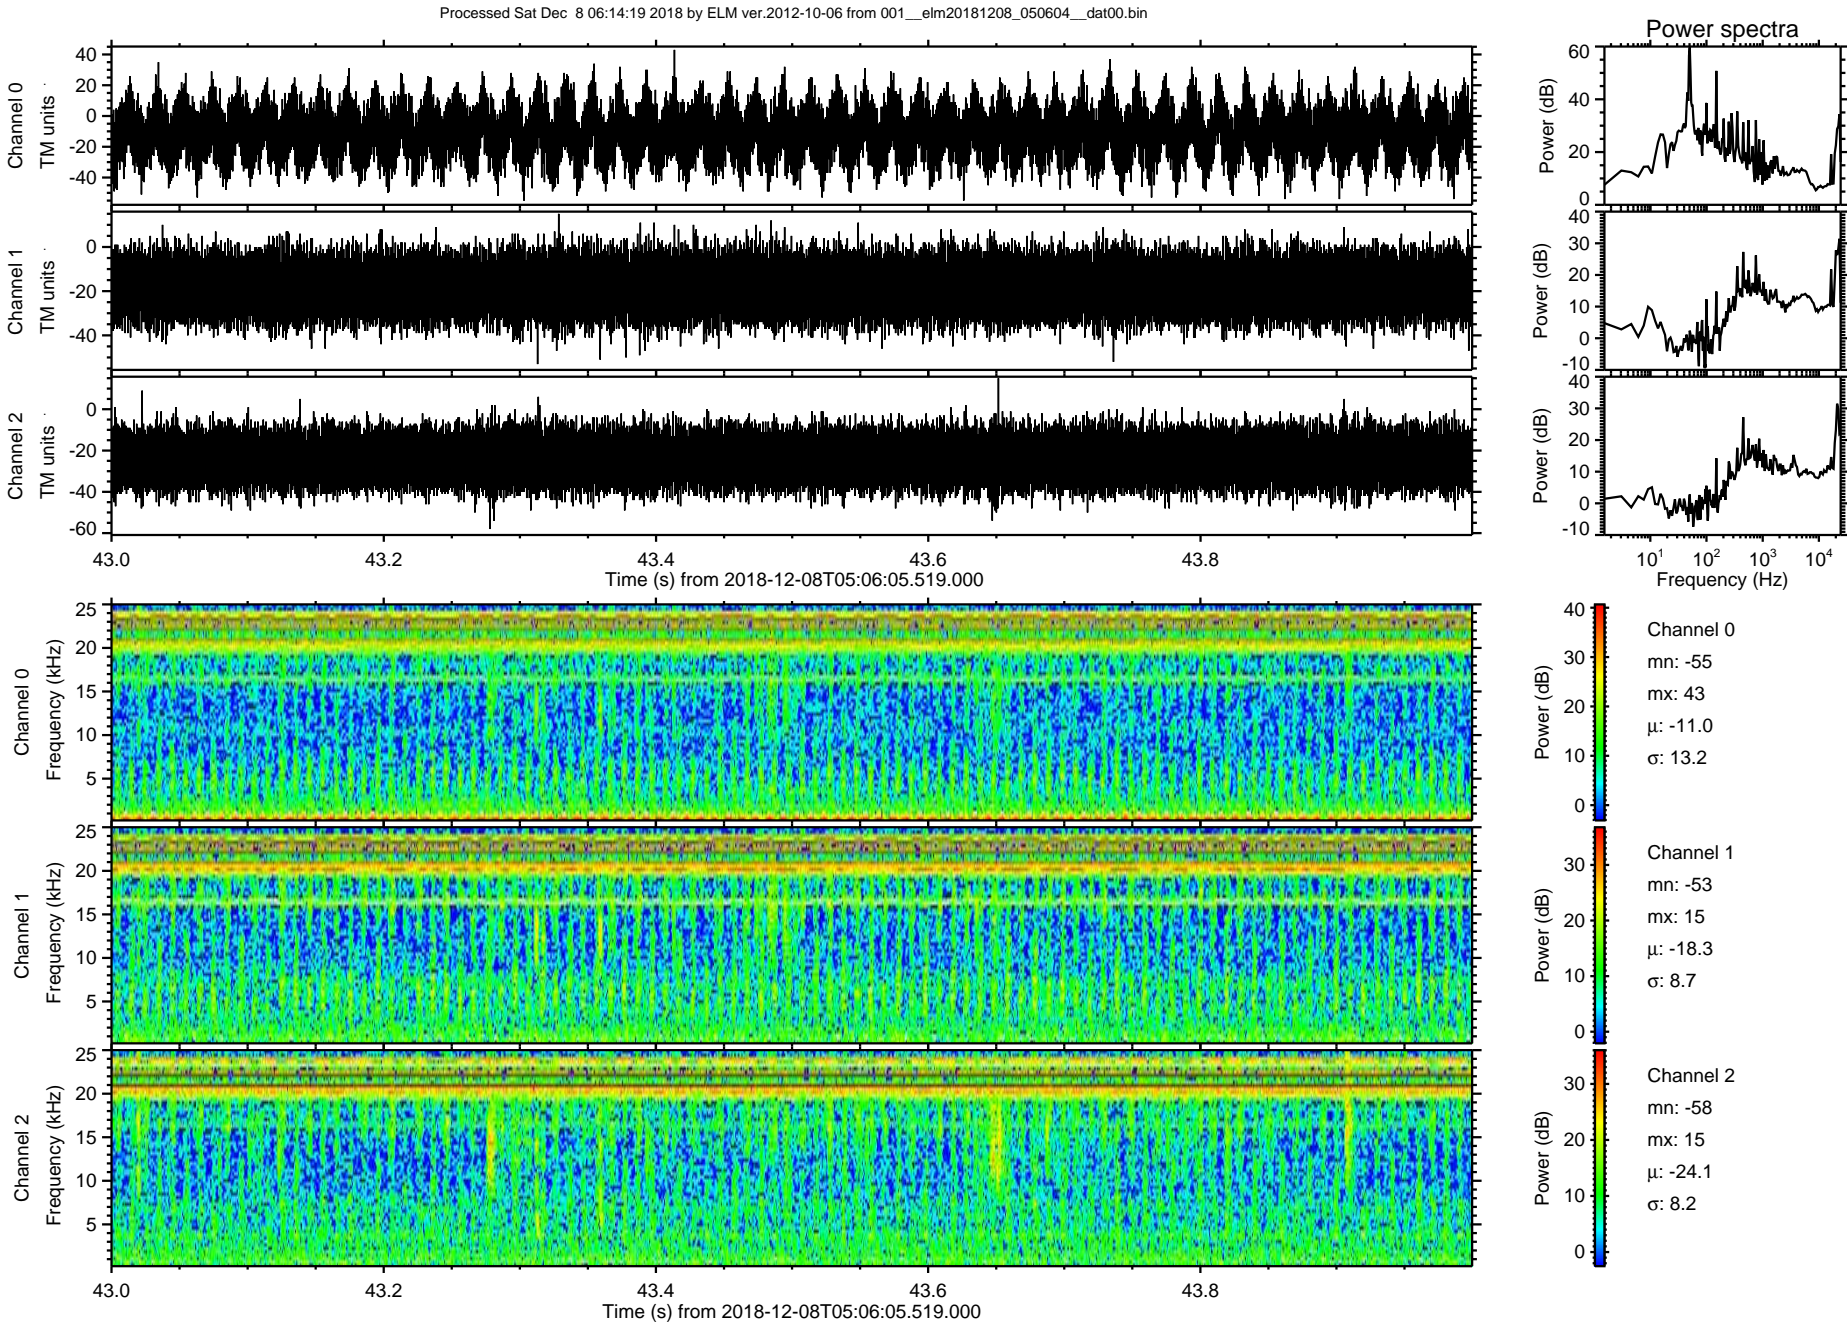 Processed Sat Dec  8 06:14:19 2018 by ELM ver.2012-10-06 from 001__elm20181208_050604__dat00.bin
Power spectra
Channel 0
TM units
40
20
0
-20
-40
Power (dB)
60
40
20
0
Channel 1
TM units
0
-20
-40
Power (dB)
40
30
20
10
0
-10
Channel 2
TM units
0
-20
-40
-60
Power (dB)
40
30
20
10
0
-10
43.0 43.2 43.4 43.6 43.8
Time (s) from 2018-12-08T05:06:05.519.000
10^1 10^2 10^3 10^4
Frequency (Hz)
Channel 0
Frequency (kHz)
25
20
15
10
5
Power (dB)
40
30
20
10
0
Channel 0
mn: -55
mx: 43
μ: -11.0
σ: 13.2
Channel 1
Frequency (kHz)
25
20
15
10
5
Power (dB)
30
20
10
0
Channel 1
mn: -53
mx: 15
μ: -18.3
σ: 8.7
Channel 2
Frequency (kHz)
25
20
15
10
5
Power (dB)
30
20
10
0
Channel 2
mn: -58
mx: 15
μ: -24.1
σ: 8.2
43.0 43.2 43.4 43.6 43.8
Time (s) from 2018-12-08T05:06:05.519.000